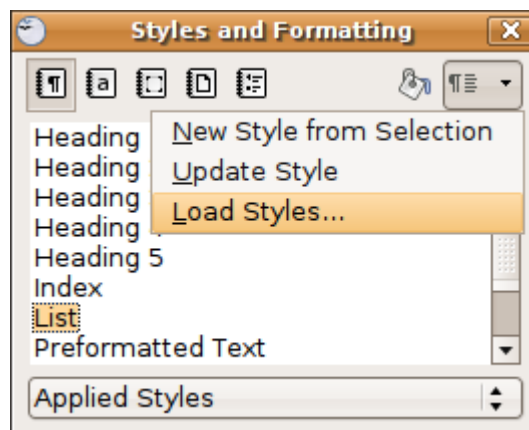 Styles and Formatting
New Style from Selection
Update Style
Load Styles...
Heading
Heading
Heading
Heading
Heading 5
Index
List
Preformatted Text
Applied Styles